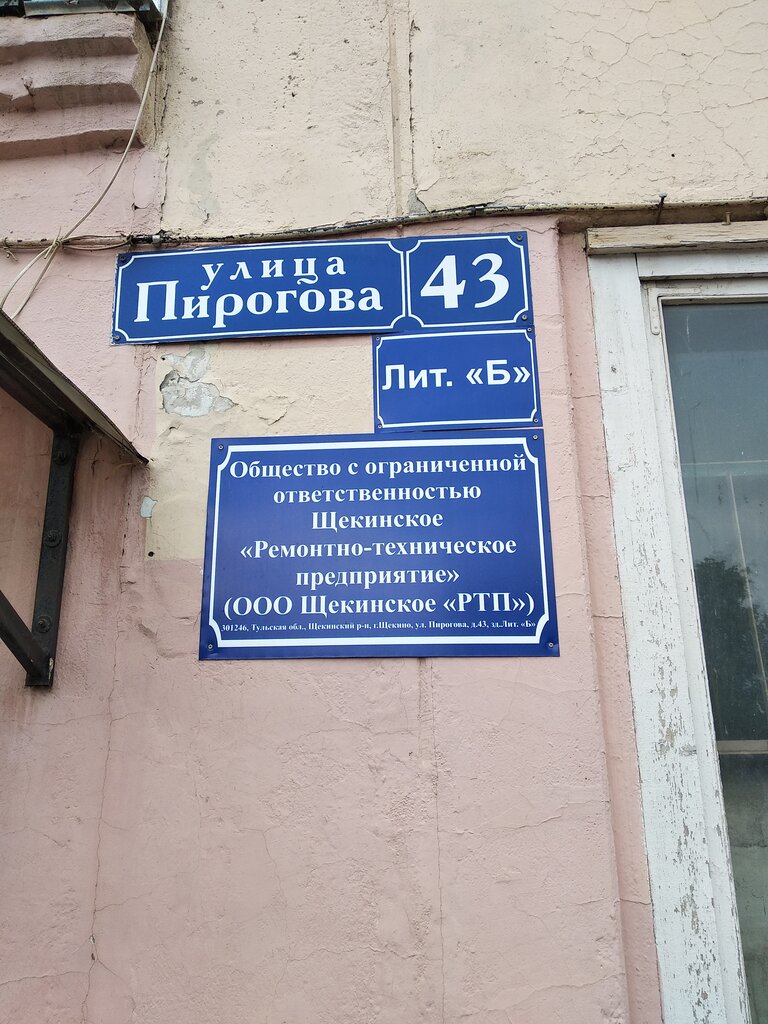 улица
Пирогова
43
Лит. «Б»
Общество с ограниченной
ответственностью
Щекинское
«Ремонтно-техническое
предприятие»
(ООО Щекинское «РТП»)
301246, Тульская обл., Щекинский р-н, г.Щекино, ул. Пирогова, д.43, зд.Лит. «Б»